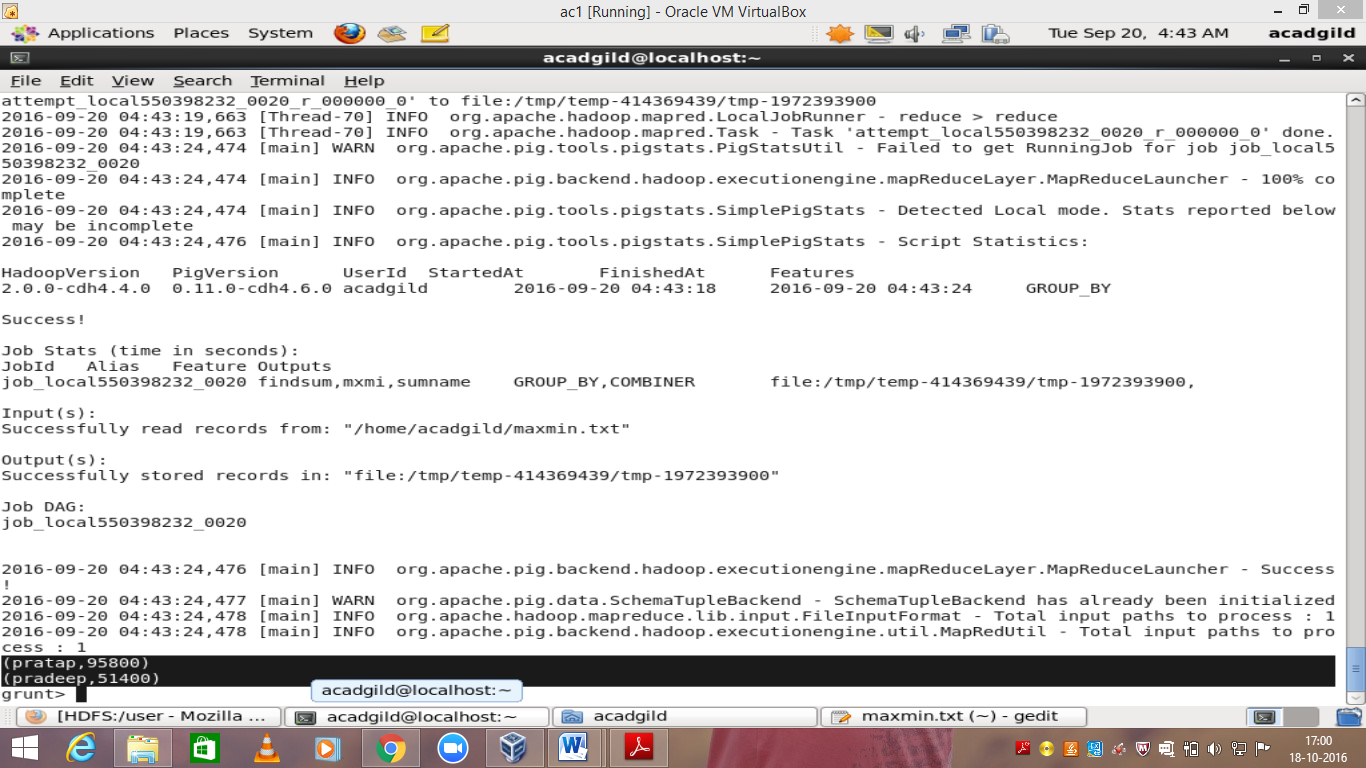 ac1 [Running] - Oracle VM VirtualBox
Applications Places System Tue Sep 20, 4:43 AM acadgild
acadgild@localhost:~
File Edit View Search Terminal Help
attempt_local550398232_0020_r_000000_0' to file:/tmp/temp-414369439/tmp-1972393900
2016-09-20 04:43:19,663 [Thread-70] INFO  org.apache.hadoop.mapred.LocalJobRunner - reduce > reduce
2016-09-20 04:43:19,663 [Thread-70] INFO  org.apache.hadoop.mapred.Task - Task 'attempt_local550398232_0020_r_000000_0' done.
2016-09-20 04:43:24,474 [main] WARN  org.apache.pig.tools.pigstats.PigStatsUtil - Failed to get RunningJob for job job_local5
50398232_0020
2016-09-20 04:43:24,474 [main] INFO  org.apache.pig.backend.hadoop.executionengine.mapReduceLayer.MapReduceLauncher - 100% co
mplete
2016-09-20 04:43:24,474 [main] INFO  org.apache.pig.tools.pigstats.SimplePigStats - Detected Local mode. Stats reported below
 may be incomplete
2016-09-20 04:43:24,476 [main] INFO  org.apache.pig.tools.pigstats.SimplePigStats - Script Statistics:
HadoopVersion PigVersion UserId StartedAt FinishedAt Features
2.0.0-cdh4.4.0 0.11.0-cdh4.6.0 acadgild 2016-09-20 04:43:18 2016-09-20 04:43:24 GROUP_BY
Success!
Job Stats (time in seconds):
JobId Alias Feature Outputs
job_local550398232_0020 findsum,mxmi,sumname GROUP_BY,COMBINER file:/tmp/temp-414369439/tmp-1972393900,
Input(s):
Successfully read records from: "/home/acadgild/maxmin.txt"
Output(s):
Successfully stored records in: "file:/tmp/temp-414369439/tmp-1972393900"
Job DAG:
job_local550398232_0020
2016-09-20 04:43:24,476 [main] INFO  org.apache.pig.backend.hadoop.executionengine.mapReduceLayer.MapReduceLauncher - Success
!
2016-09-20 04:43:24,477 [main] WARN  org.apache.pig.data.SchemaTupleBackend - SchemaTupleBackend has already been initialized
2016-09-20 04:43:24,478 [main] INFO  org.apache.hadoop.mapreduce.lib.input.FileInputFormat - Total input paths to process : 1
2016-09-20 04:43:24,478 [main] INFO  org.apache.pig.backend.hadoop.executionengine.util.MapRedUtil - Total input paths to pro
cess : 1
(pratap,95800)
(pradeep,51400)
grunt>
acadgild@localhost:~
[HDFS:/user - Mozilla ... acadgild@localhost:~ acadgild maxmin.txt (~) - gedit
17:00
18-10-2016